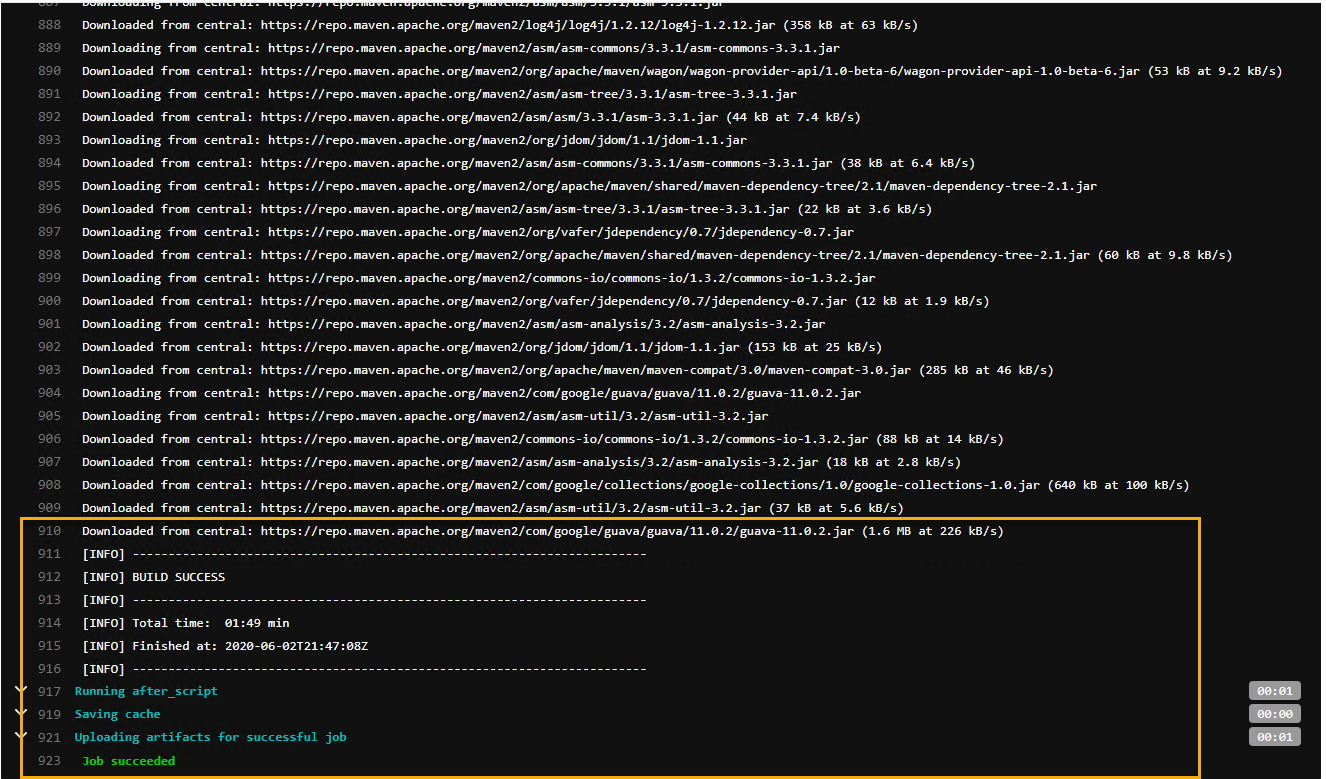 887 Downloaded from central: https://repo.maven.apache.org/maven2/asm/asm/3.3.1/asm-3.3.1.jar
888 Downloaded from central: https://repo.maven.apache.org/maven2/log4j/log4j/1.2.12/log4j-1.2.12.jar (358 kB at 63 kB/s)
889 Downloading from central: https://repo.maven.apache.org/maven2/asm/asm-commons/3.3.1/asm-commons-3.3.1.jar
890 Downloaded from central: https://repo.maven.apache.org/maven2/org/apache/maven/wagon/wagon-provider-api/1.0-beta-6/wagon-provider-api-1.0-beta-6.jar (53 kB at 9.2 kB/s)
891 Downloading from central: https://repo.maven.apache.org/maven2/asm/asm-tree/3.3.1/asm-tree-3.3.1.jar
892 Downloaded from central: https://repo.maven.apache.org/maven2/asm/asm/3.3.1/asm-3.3.1.jar (44 kB at 7.4 kB/s)
893 Downloading from central: https://repo.maven.apache.org/maven2/org/jdom/jdom/1.1/jdom-1.1.jar
894 Downloaded from central: https://repo.maven.apache.org/maven2/asm/asm-commons/3.3.1/asm-commons-3.3.1.jar (38 kB at 6.4 kB/s)
895 Downloading from central: https://repo.maven.apache.org/maven2/org/apache/maven/shared/maven-dependency-tree/2.1/maven-dependency-tree-2.1.jar
896 Downloaded from central: https://repo.maven.apache.org/maven2/asm/asm-tree/3.3.1/asm-tree-3.3.1.jar (22 kB at 3.6 kB/s)
897 Downloading from central: https://repo.maven.apache.org/maven2/org/vafer/jdependency/0.7/jdependency-0.7.jar
898 Downloaded from central: https://repo.maven.apache.org/maven2/org/apache/maven/shared/maven-dependency-tree/2.1/maven-dependency-tree-2.1.jar (60 kB at 9.8 kB/s)
899 Downloading from central: https://repo.maven.apache.org/maven2/commons-io/commons-io/1.3.2/commons-io-1.3.2.jar
900 Downloaded from central: https://repo.maven.apache.org/maven2/org/vafer/jdependency/0.7/jdependency-0.7.jar (12 kB at 1.9 kB/s)
901 Downloading from central: https://repo.maven.apache.org/maven2/asm/asm-analysis/3.2/asm-analysis-3.2.jar
902 Downloaded from central: https://repo.maven.apache.org/maven2/org/jdom/jdom/1.1/jdom-1.1.jar (153 kB at 25 kB/s)
903 Downloaded from central: https://repo.maven.apache.org/maven2/org/apache/maven/maven-compat/3.0/maven-compat-3.0.jar (285 kB at 46 kB/s)
904 Downloading from central: https://repo.maven.apache.org/maven2/com/google/guava/guava/11.0.2/guava-11.0.2.jar
905 Downloading from central: https://repo.maven.apache.org/maven2/asm/asm-util/3.2/asm-util-3.2.jar
906 Downloaded from central: https://repo.maven.apache.org/maven2/commons-io/commons-io/1.3.2/commons-io-1.3.2.jar (88 kB at 14 kB/s)
907 Downloaded from central: https://repo.maven.apache.org/maven2/asm/asm-analysis/3.2/asm-analysis-3.2.jar (18 kB at 2.8 kB/s)
908 Downloaded from central: https://repo.maven.apache.org/maven2/com/google/collections/google-collections/1.0/google-collections-1.0.jar (640 kB at 100 kB/s)
909 Downloaded from central: https://repo.maven.apache.org/maven2/asm/asm-util/3.2/asm-util-3.2.jar (37 kB at 5.6 kB/s)
910 Downloaded from central: https://repo.maven.apache.org/maven2/com/google/guava/guava/11.0.2/guava-11.0.2.jar (1.6 MB at 226 kB/s)
911 [INFO] ------------------------------------------------------------------------
912 [INFO] BUILD SUCCESS
913 [INFO] ------------------------------------------------------------------------
914 [INFO] Total time:  01:49 min
915 [INFO] Finished at: 2020-06-02T21:47:08Z
916 [INFO] ------------------------------------------------------------------------
917 Running after_script 00:01
919 Saving cache 00:00
921 Uploading artifacts for successful job 00:01
923 Job succeeded